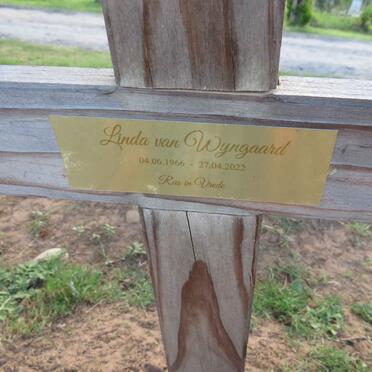 Linda van Wyngaard
04.06.1966 - 27.04.2022
Rus in Vrede